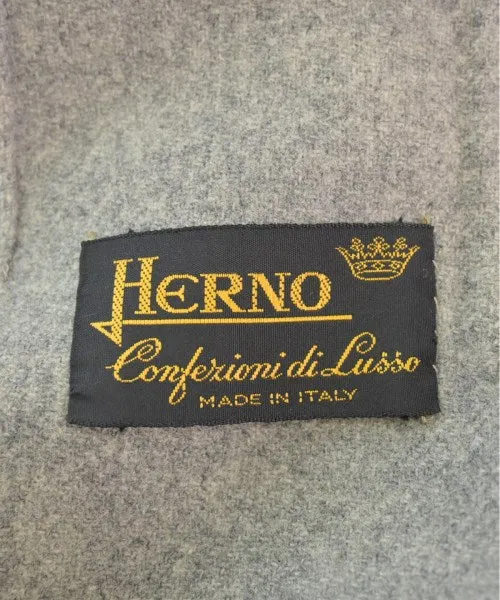 HERNO
Confezioni di Lusso
MADE IN ITALY